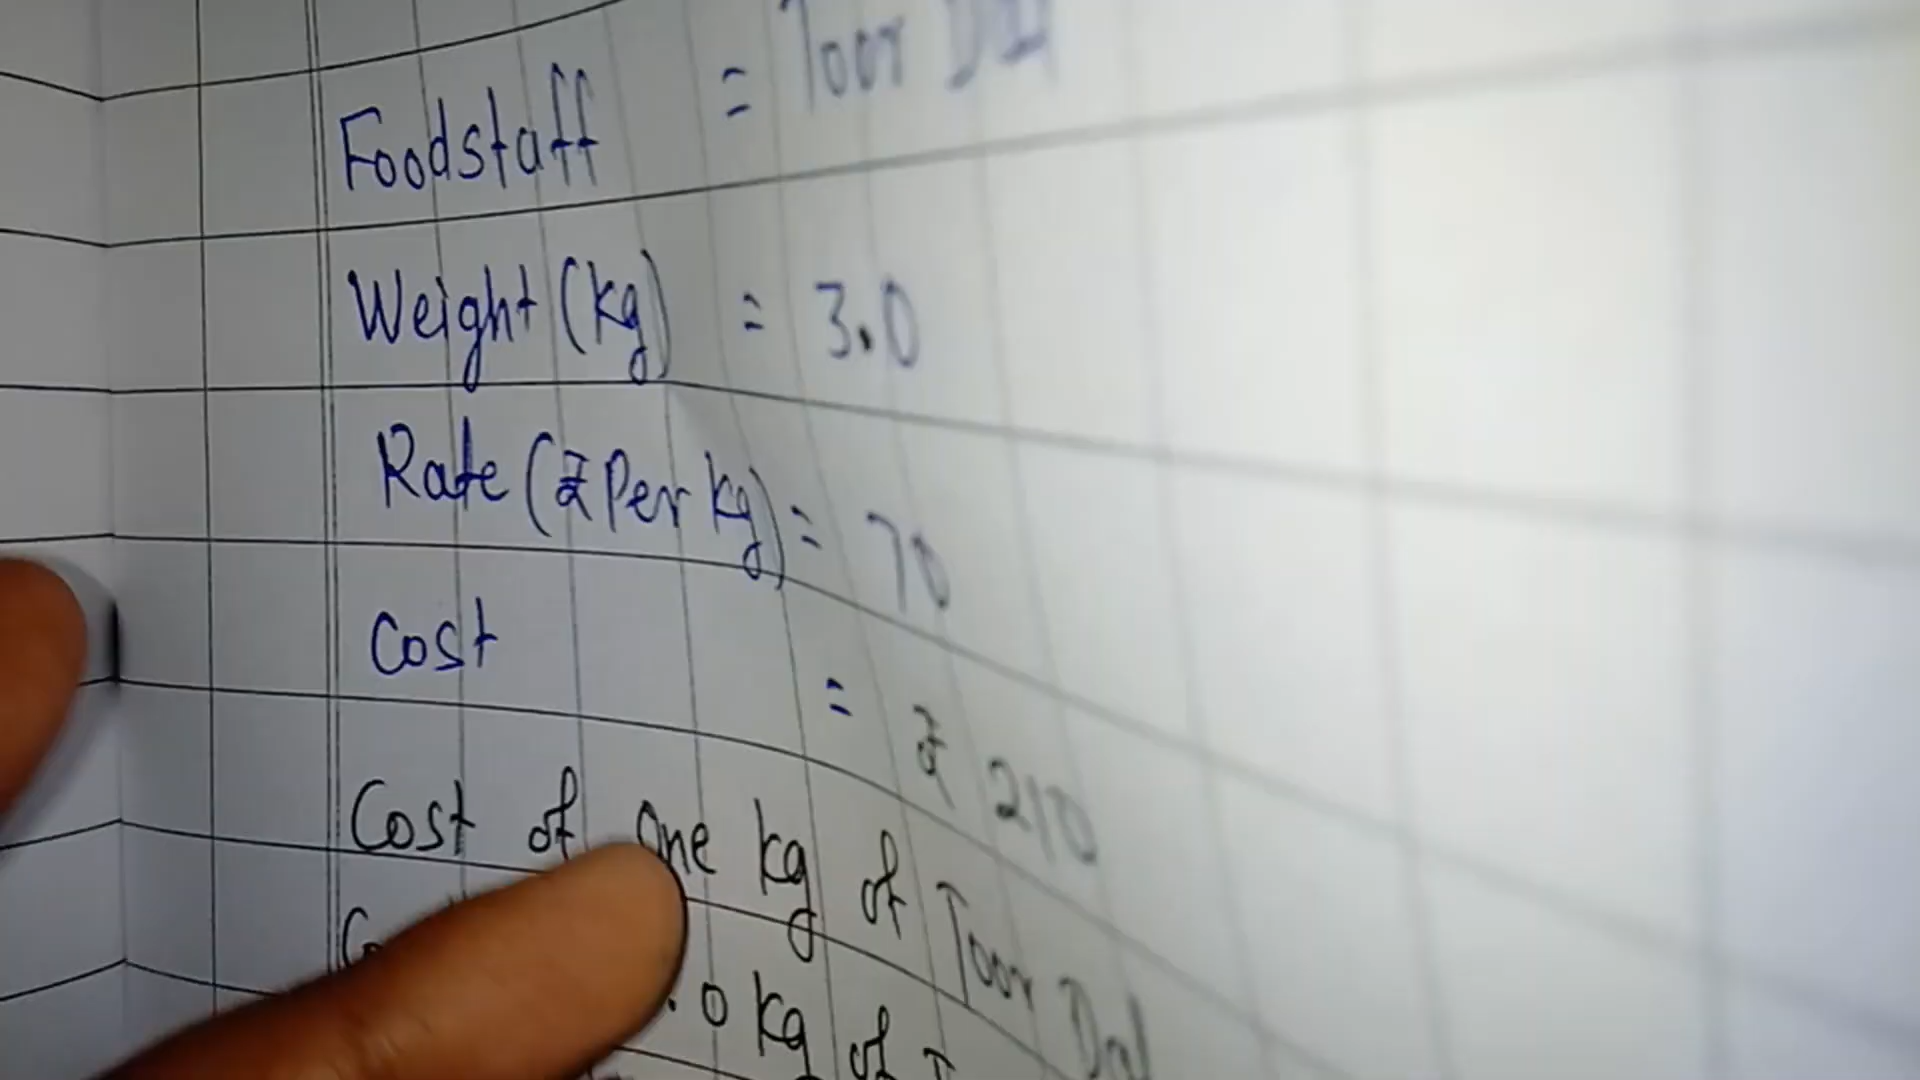 Foodstaff = Toor Dal
Weight (kg) = 3.0
Rate (₹ Per kg) = 70
Cost = ₹ 210
Cost of One kg of Toor Dal
.0 kg of